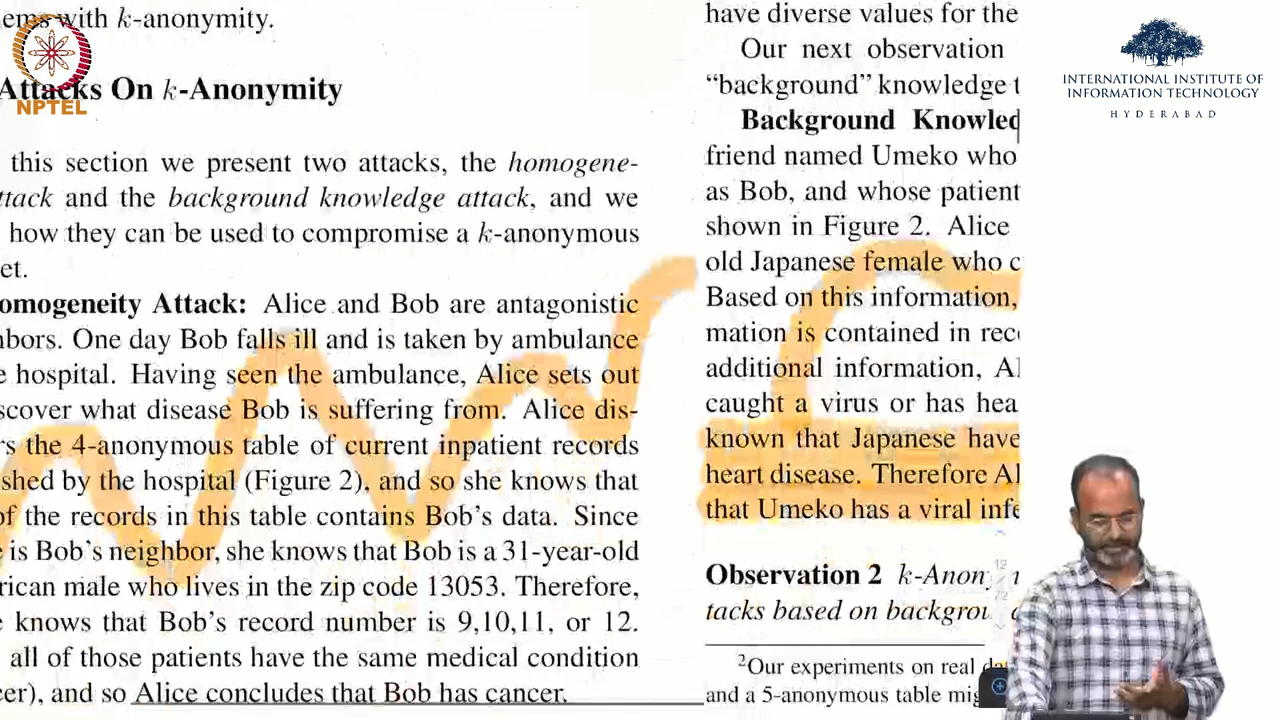 ems with k-anonymity.
Attacks On k-Anonymity
this section we present two attacks, the homogene-
ttack and the background knowledge attack, and we
how they can be used to compromise a k-anonymous
et.
omogeneity Attack: Alice and Bob are antagonistic
nbors. One day Bob falls ill and is taken by ambulance
e hospital. Having seen the ambulance, Alice sets out
scover what disease Bob is suffering from. Alice dis-
rs the 4-anonymous table of current inpatient records
shed by the hospital (Figure 2), and so she knows that
of the records in this table contains Bob's data. Since
e is Bob's neighbor, she knows that Bob is a 31-year-old
rican male who lives in the zip code 13053. Therefore,
e knows that Bob's record number is 9,10,11, or 12.
all of those patients have the same medical condition
cer), and so Alice concludes that Bob has cancer.
have diverse values for the
Our next observation
"background" knowledge t
Background Knowled
friend named Umeko who
as Bob, and whose patient
shown in Figure 2. Alice
old Japanese female who c
Based on this information,
mation is contained in rec
additional information, Al
caught a virus or has hea
known that Japanese have
heart disease. Therefore Al
that Umeko has a viral infe
Observation 2 k-Anon
tacks based on backgrou
2Our experiments on real da
and a 5-anonymous table mig
NPTEL
INTERNATIONAL INSTITUTE OF
INFORMATION TECHNOLOGY
HYDERABAD